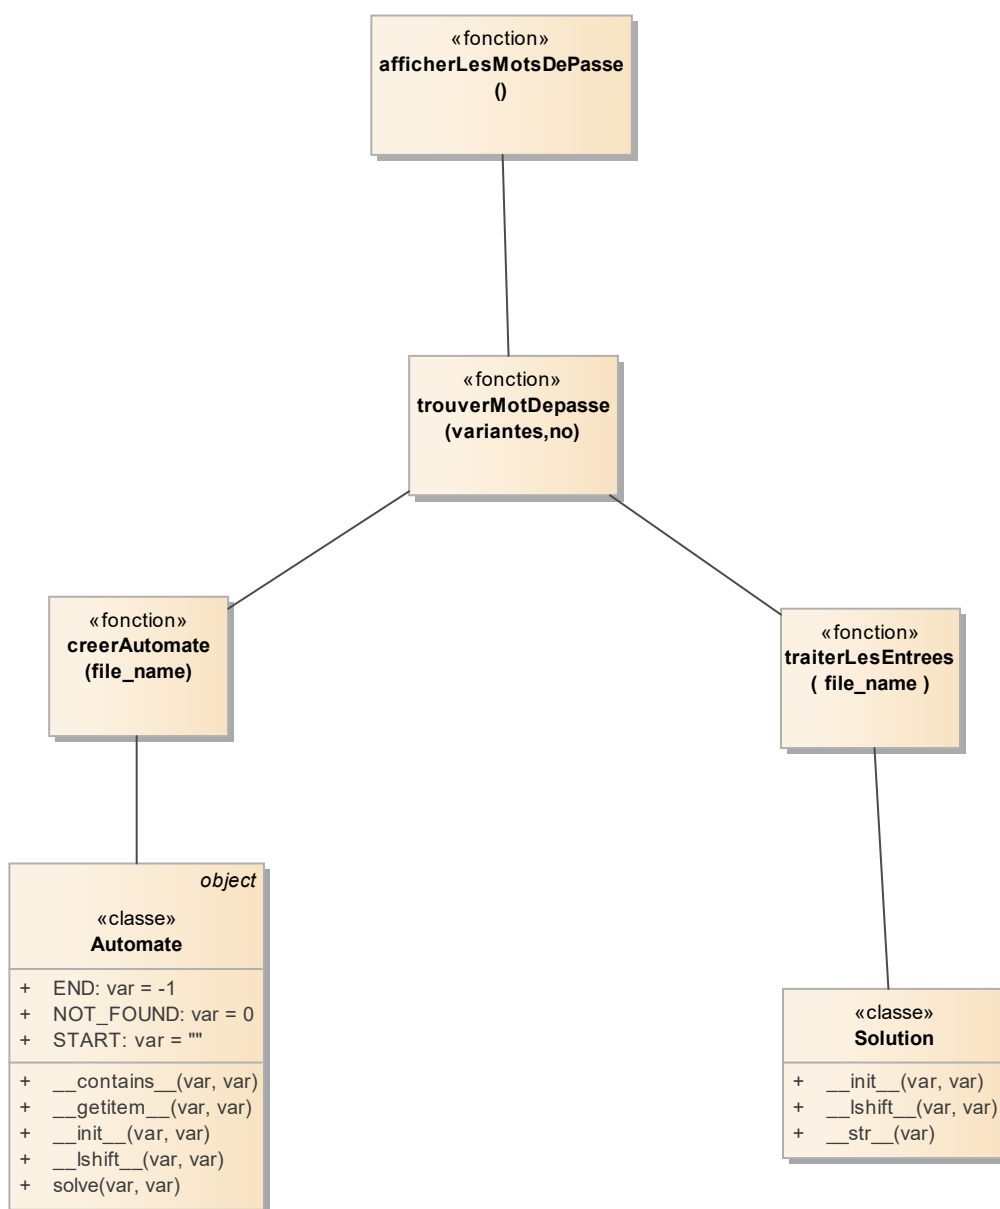 «fonction»
afficherLesMotsDePasse
()
«fonction»
trouverMotDepasse
(variantes,no)
«fonction»
creerAutomate
(file_name)
«fonction»
traiterLesEntrees
( file_name )
object
«classe»
Automate
+ END: var = -1
+ NOT_FOUND: var = 0
+ START: var = ""
+ __contains__(var, var)
+ __getitem__(var, var)
+ __init__(var, var)
+ __lshift__(var, var)
+ solve(var, var)
«classe»
Solution
+ __init__(var, var)
+ __lshift__(var, var)
+ __str__(var)